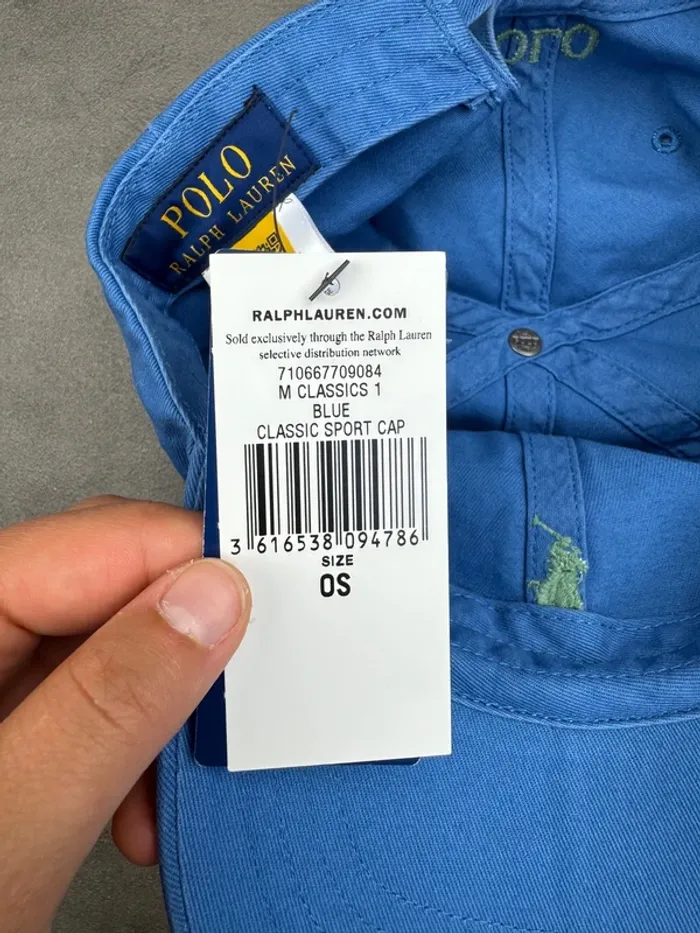 POLO
RALPH LAUREN
RALPHLAUREN.COM
Sold exclusively through the Ralph Lauren
selective distribution network
710667709084
M CLASSICS 1
BLUE
CLASSIC SPORT CAP
3 616538 094786
SIZE
OS